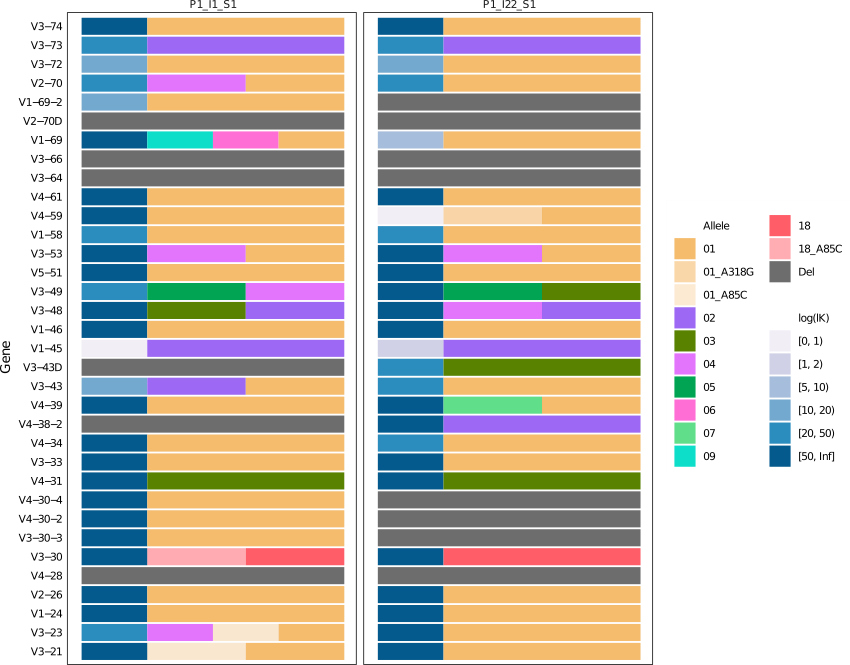 P1_I1_S1
P1_I22_S1
V3−74
V3−73
V3−72
V2−70
V1−69−2
V2−70D
V1−69
V3−66
V3−64
V4−61
V4−59
V1−58
V3−53
V5−51
V3−49
V3−48
V1−46
V1−45
V3−43D
V3−43
V4−39
V4−38−2
V4−34
V3−33
V4−31
V4−30−4
V4−30−2
V3−30−3
V3−30
V4−28
V2−26
V1−24
V3−23
V3−21
Gene
Allele
01
01_A318G
01_A85C
02
03
04
05
06
07
09
18
18_A85C
Del
log(lK)
[0, 1)
[1, 2)
[5, 10)
[10, 20)
[20, 50)
[50, Inf]